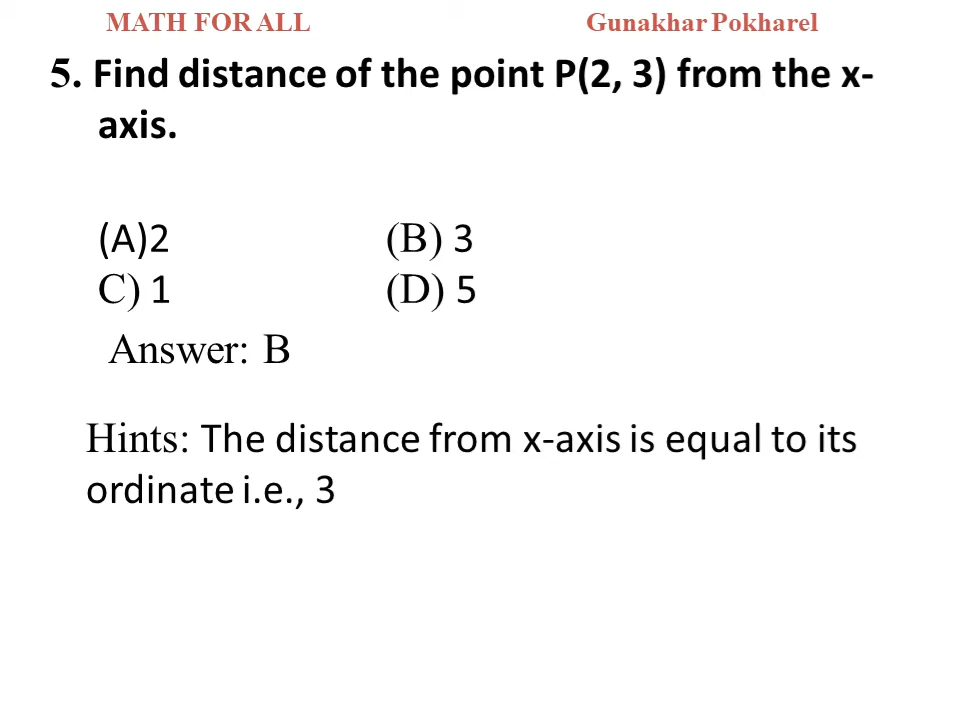 MATH FOR ALL Gunakhar Pokharel
5. Find distance of the point P(2, 3) from the x-
axis.
(A)2 (B) 3
C) 1 (D) 5
Answer: B
Hints: The distance from x-axis is equal to its
ordinate i.e., 3